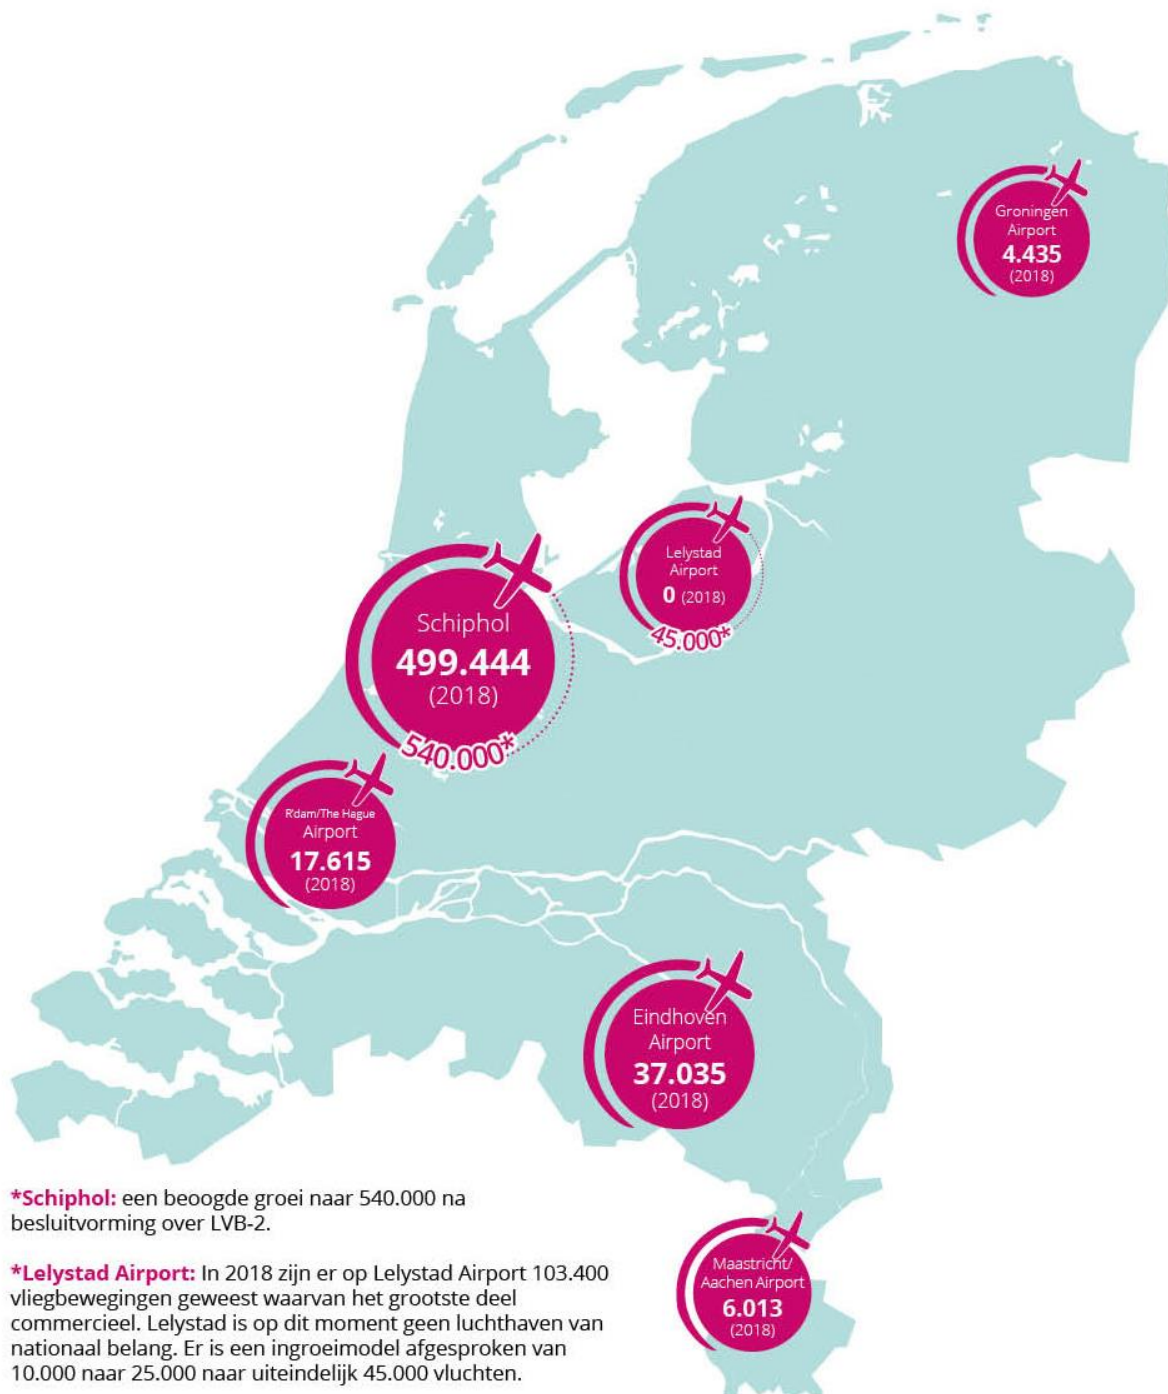 Groningen
Airport
4.435
(2018)
Lelystad
Airport
0 (2018)
45.000*
Schiphol
499.444
(2018)
540.000*
R'dam/The Hague
Airport
17.615
(2018)
Eindhoven
Airport
37.035
(2018)
*Schiphol: een beoogde groei naar 540.000 na
besluitvorming over LVB-2.
*Lelystad Airport: In 2018 zijn er op Lelystad Airport 103.400
vliegbewegingen geweest waarvan het grootste deel
commercieel. Lelystad is op dit moment geen luchthaven van
nationaal belang. Er is een ingroeimodel afgesproken van
10.000 naar 25.000 naar uiteindelijk 45.000 vluchten.
Maastricht/
Aachen Airport
6.013
(2018)